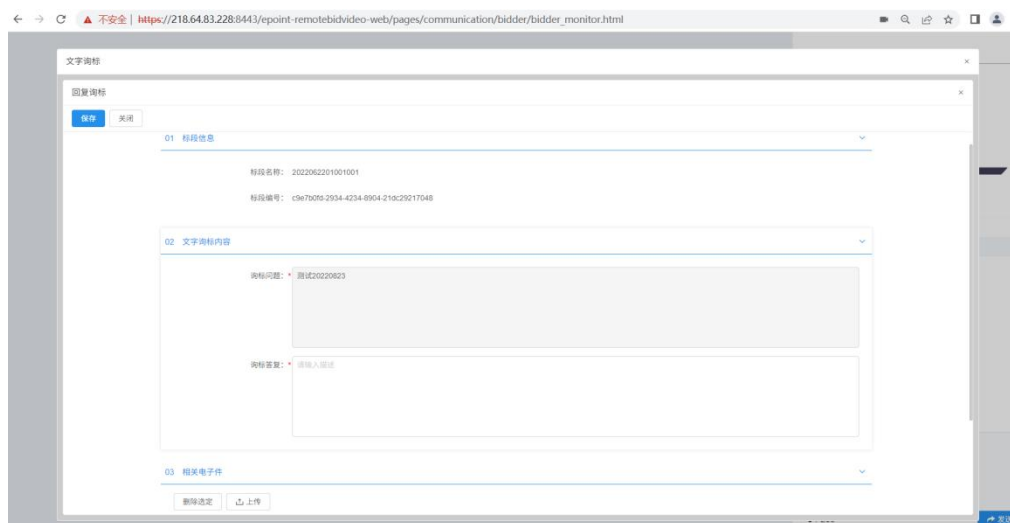 不安全 | https://218.64.83.228:8443/epoint-remotebidvideo-web/pages/communication/bidder/bidder_monitor.html
文字询标
回复询标
保存 关闭
01 标段信息
标段名称： 2022062201001001
标段编号： c9e7b0fd-2934-4234-8904-21dc29217048
02 文字询标内容
询标问题： * 测试20220623
询标答复： * 请输入描述
03 相关电子件
删除选定 上传